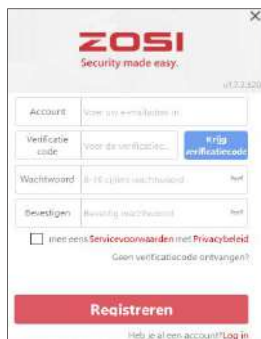 ZOSI
Security made easy.
Account
Voer uw e-mailadres in
Verificatie code
Voer de verificatiec...
Krijg verificatiecode
Wachtwoord
8-16 cijfers wachtwoord
Bevestigen
Bevestig wachtwoord
mee eens Servicevoorwaarden met Privacybeleid
Geen verificatiecode ontvangen?
Registreren
Heb je al een account?Log in